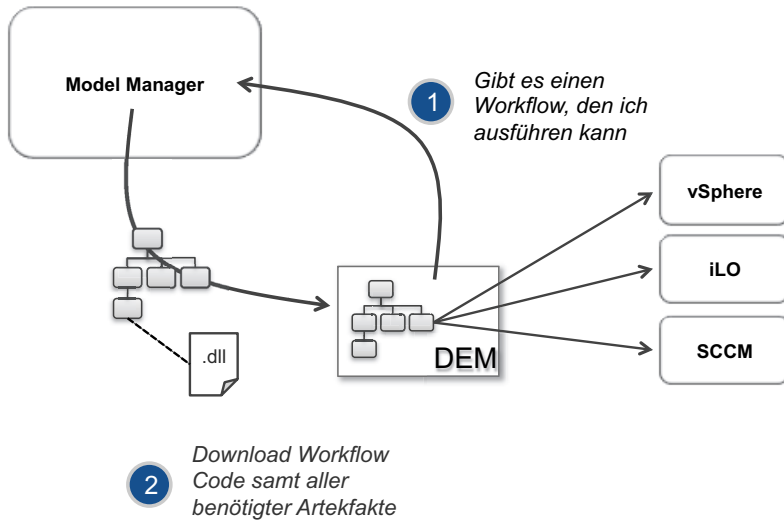 Model Manager
1
Gibt es einen
Workflow, den ich
ausführen kann
vSphere
iLO
SCCM
DEM
.dll
2
Download Workflow
Code samt aller
benötigter Artekfakte